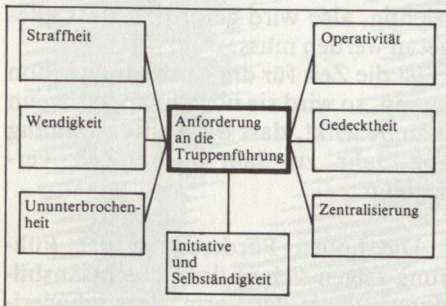 Straffheit
Operativität
Wendigkeit
Anforderung
an die
Truppenführung
Gedecktheit
Ununterbrochen-
heit
Zentralisierung
Initiative
und
Selbständigkeit